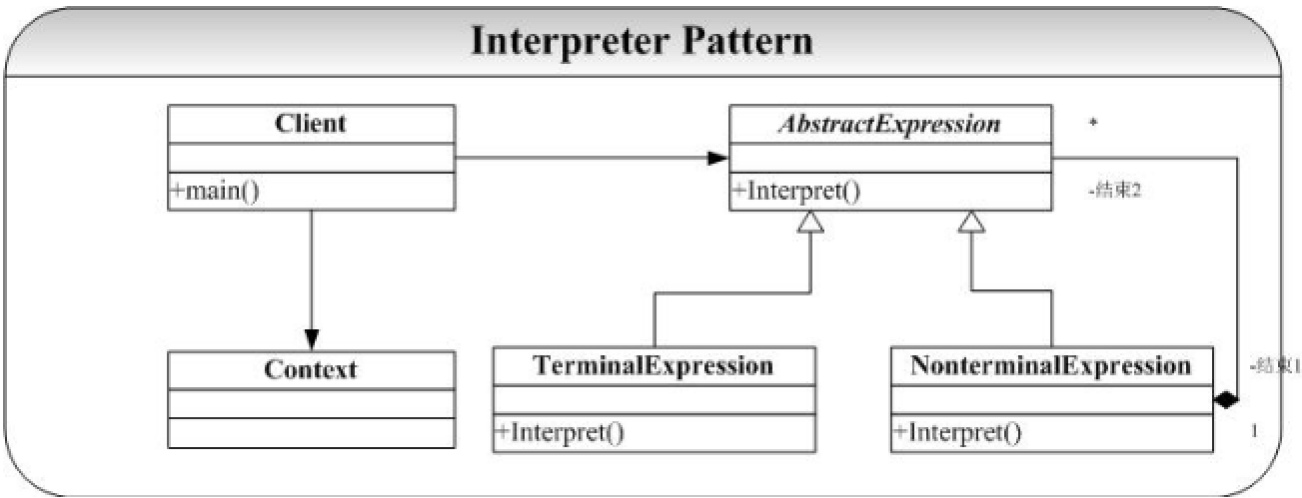 Interpreter Pattern
Client
+main()
AbstractExpression
+Interpret()
*
-结束2
Context
TerminalExpression
+Interpret()
NonterminalExpression
+Interpret()
-结束1
1